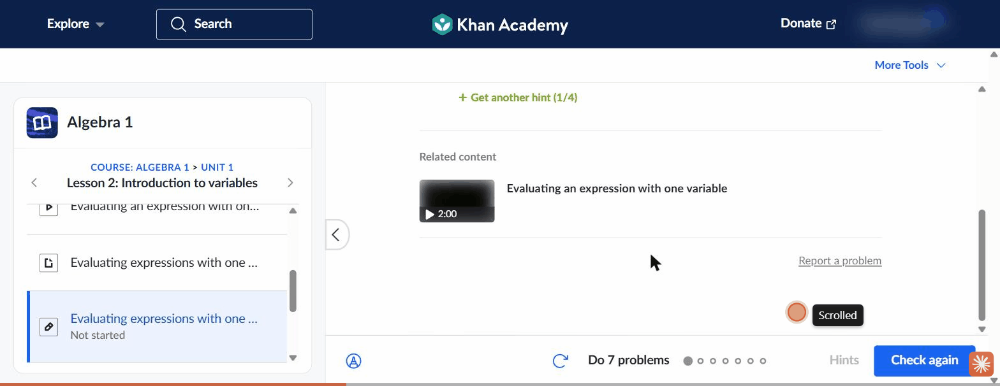 Explore
Search
Khan Academy
Donate
More Tools
Algebra 1
COURSE: ALGEBRA 1 > UNIT 1
Lesson 2: Introduction to variables
Evaluating an expression with on...
Evaluating expressions with one ...
Evaluating expressions with one ...
Not started
+ Get another hint (1/4)
Related content
2:00
Evaluating an expression with one variable
Report a problem
Scrolled
Do 7 problems
Hints
Check again